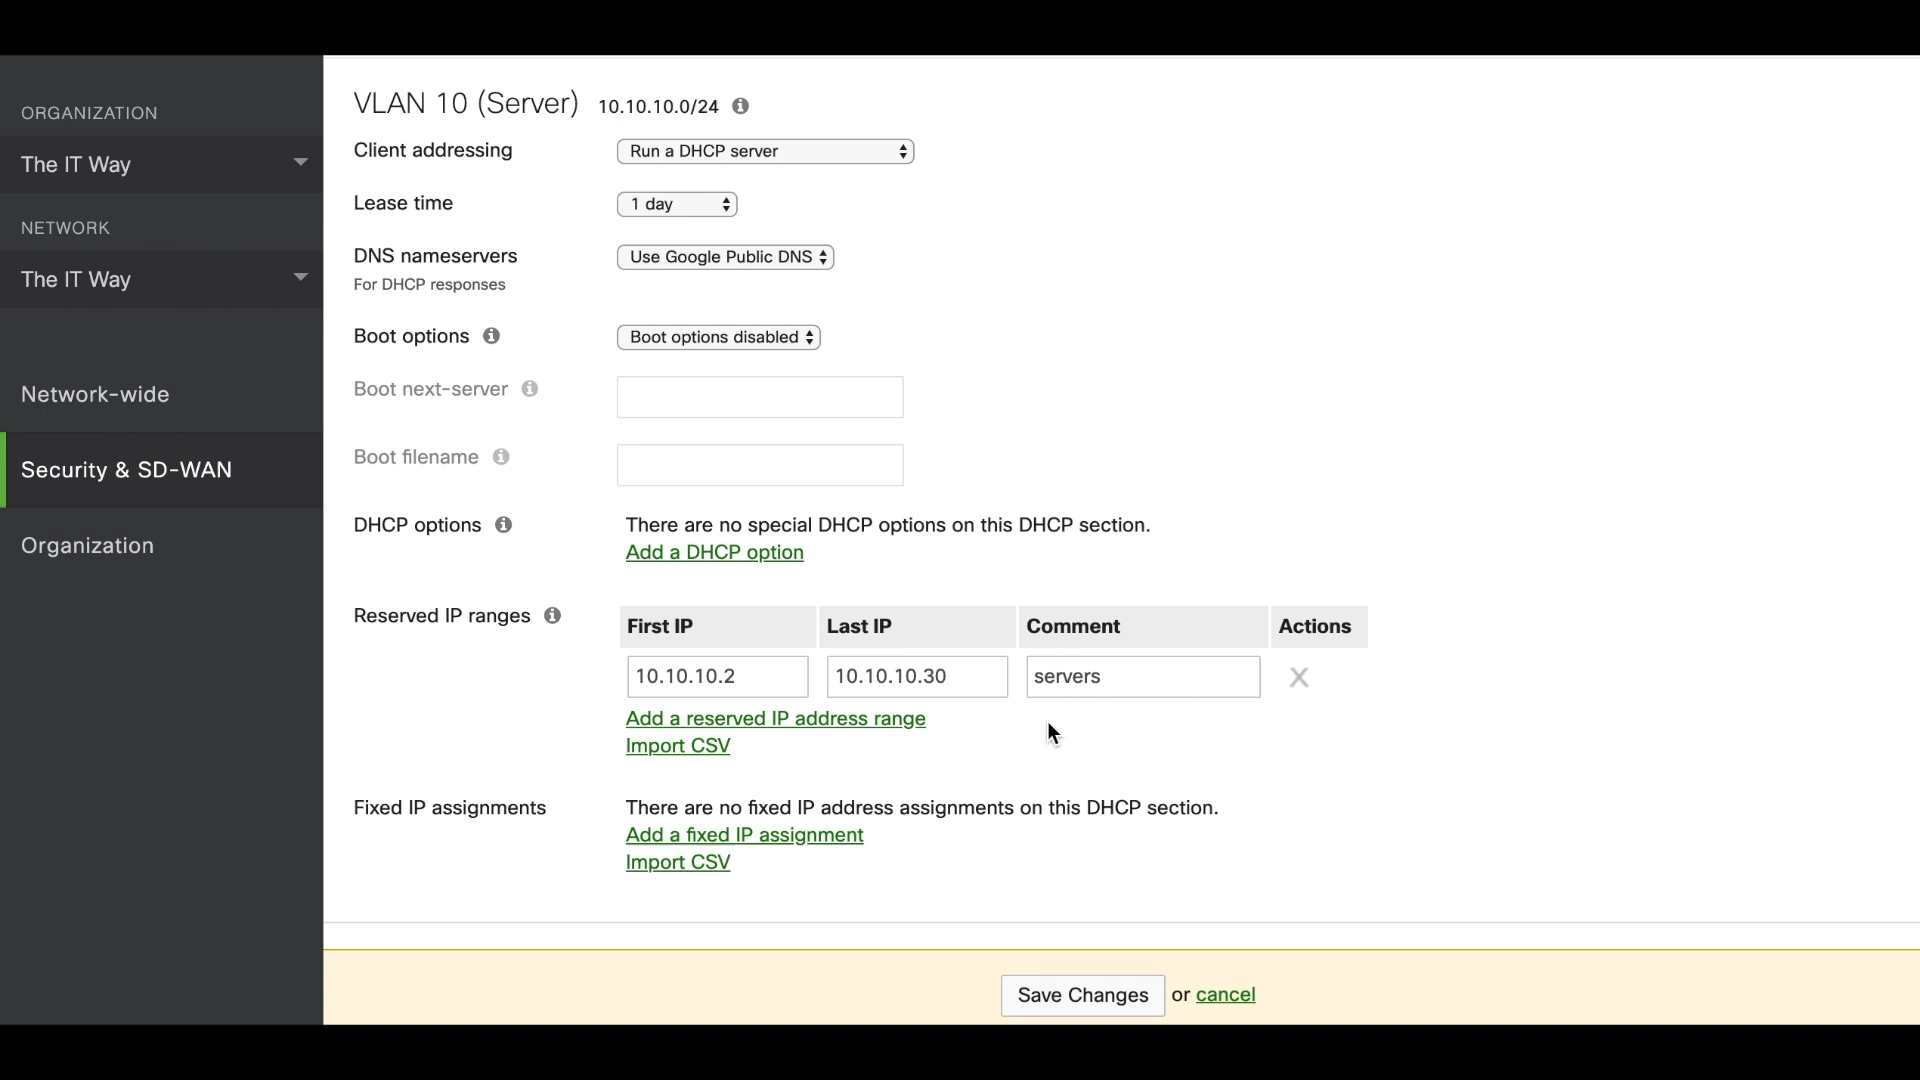 ORGANIZATION
The IT Way
NETWORK
The IT Way
Network-wide
Security & SD-WAN
Organization
VLAN 10 (Server) 10.10.10.0/24
Client addressing Run a DHCP server
Lease time 1 day
DNS nameservers Use Google Public DNS
For DHCP responses
Boot options Boot options disabled
Boot next-server
Boot filename
DHCP options There are no special DHCP options on this DHCP section.
Add a DHCP option
Reserved IP ranges First IP Last IP Comment Actions
10.10.10.2 10.10.10.30 servers X
Add a reserved IP address range
Import CSV
Fixed IP assignments There are no fixed IP address assignments on this DHCP section.
Add a fixed IP assignment
Import CSV
Save Changes or cancel